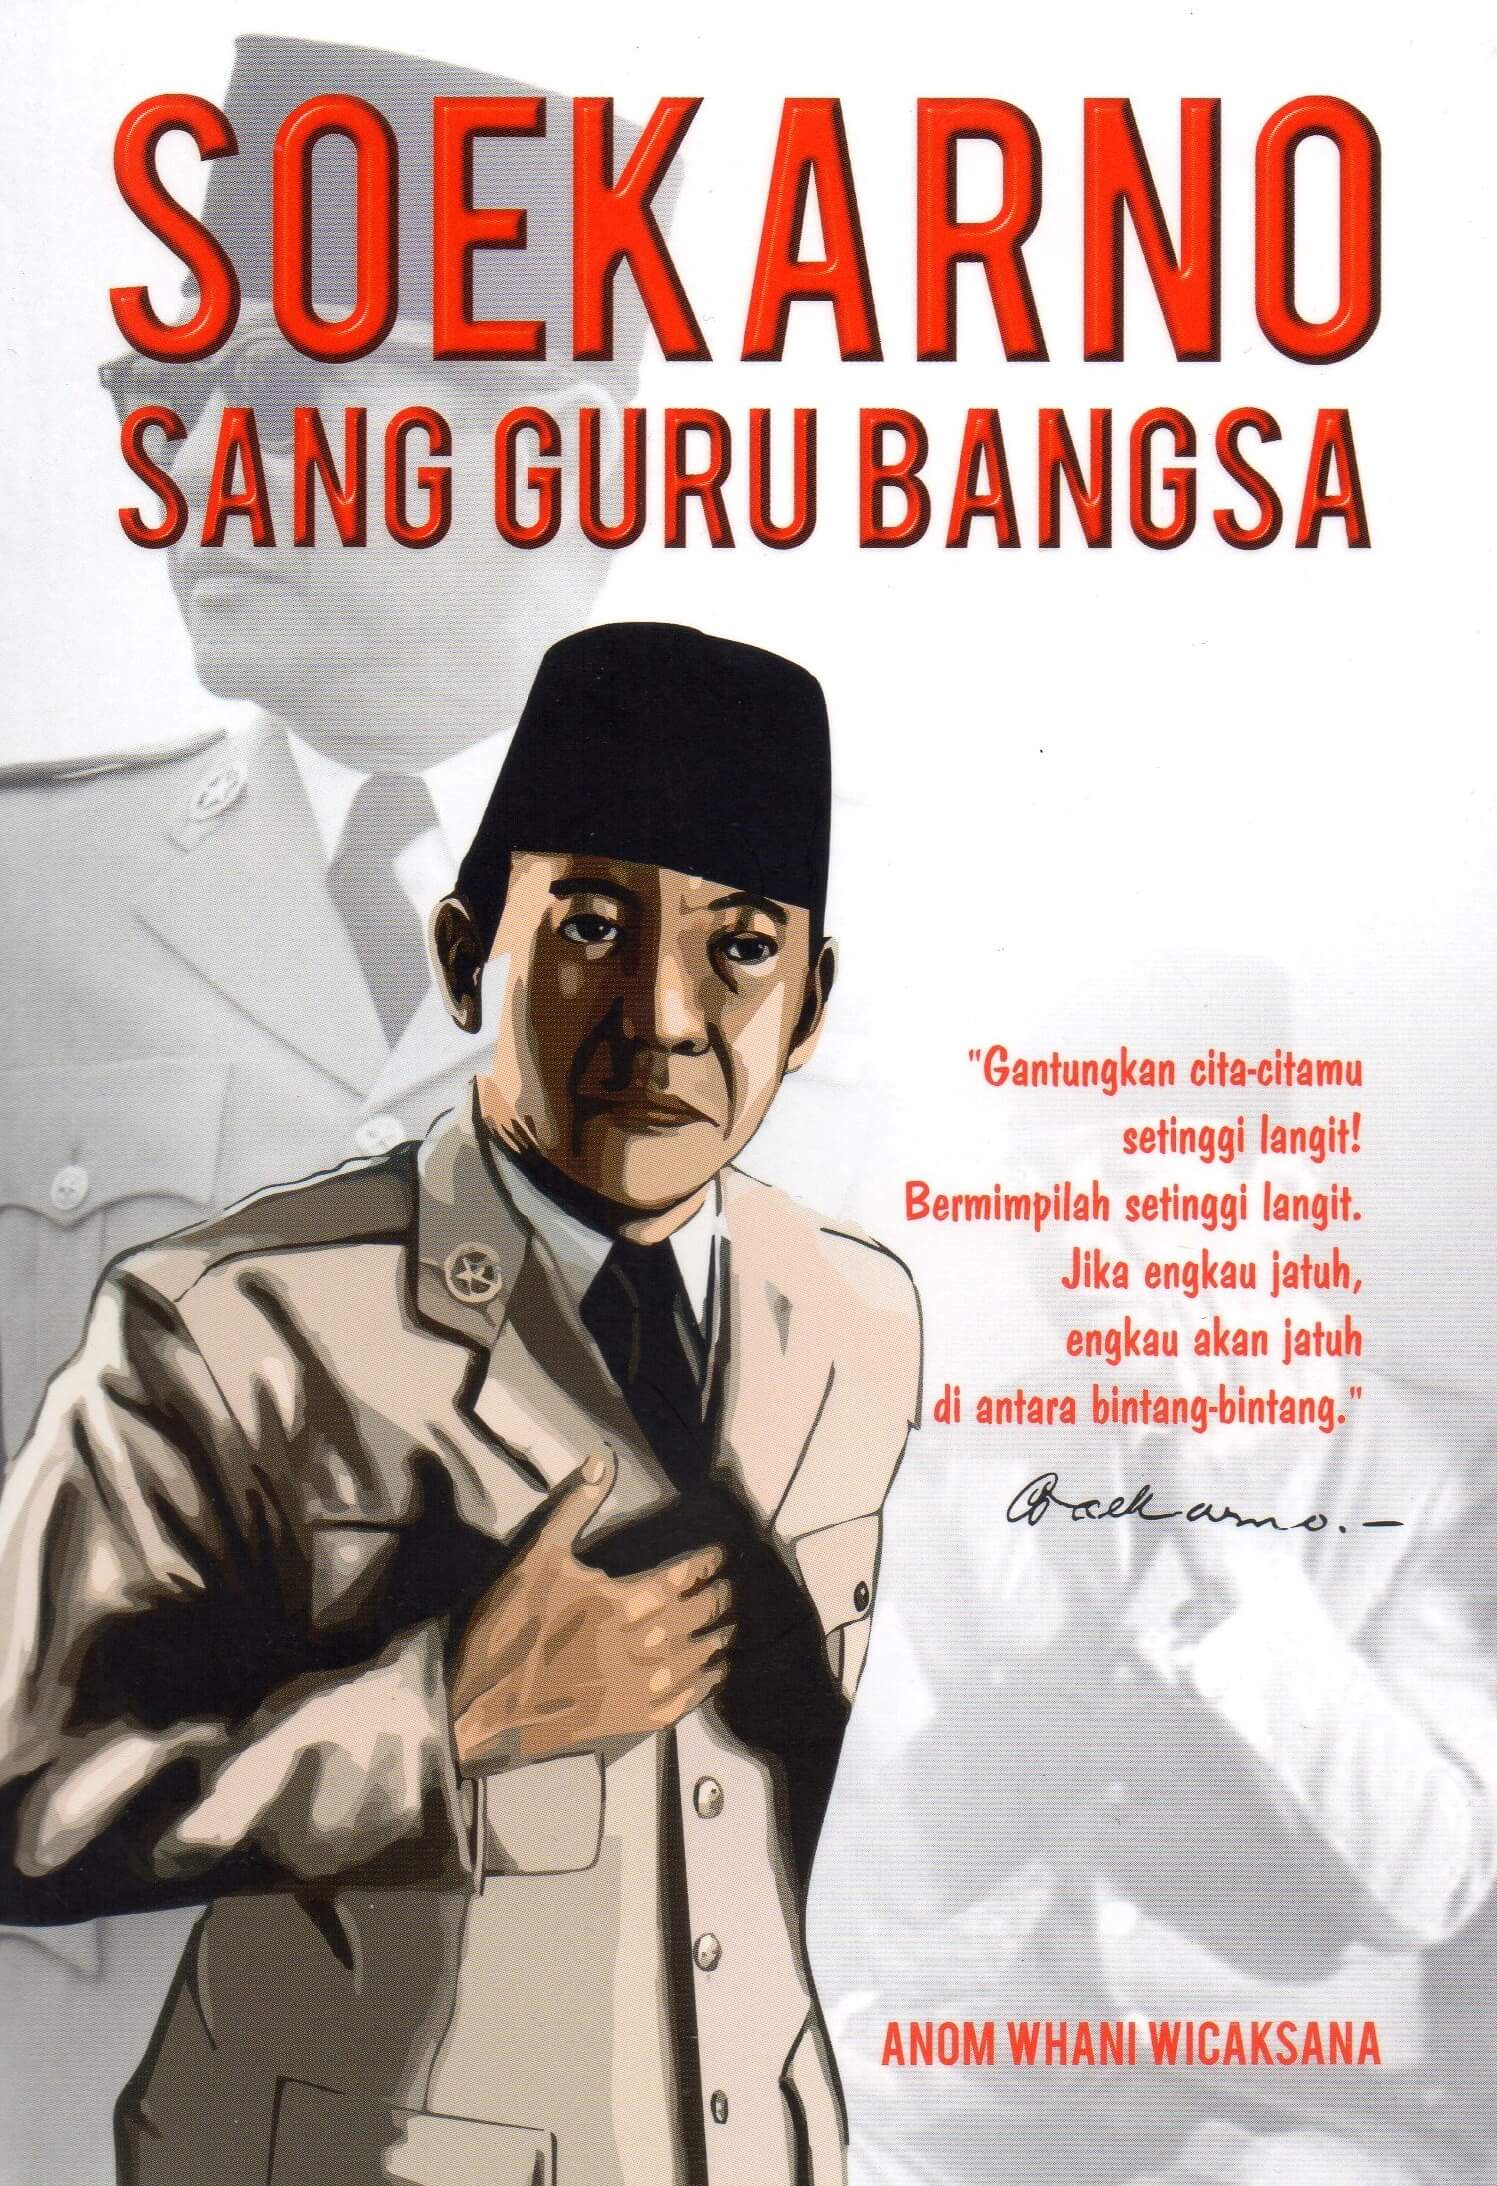 SOEKARNO
SANG GURU BANGSA
"Gantungkan cita-citamu
setinggi langit!
Bermimpilah setinggi langit.
Jika engkau jatuh,
engkau akan jatuh
di antara bintang-bintang."
Soekarno.-
ANOM WHANI WICAKSANA